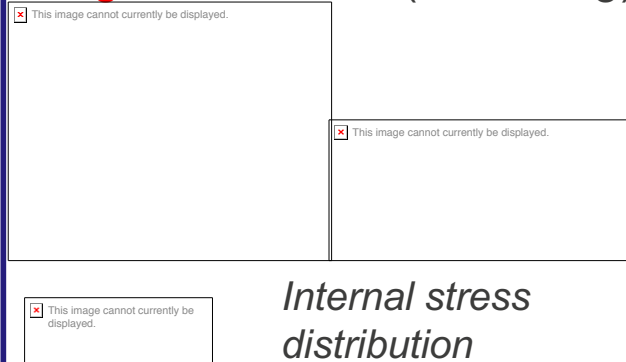 This image cannot currently be displayed.
This image cannot currently be displayed.
This image cannot currently be
displayed.
Internal stress
distribution